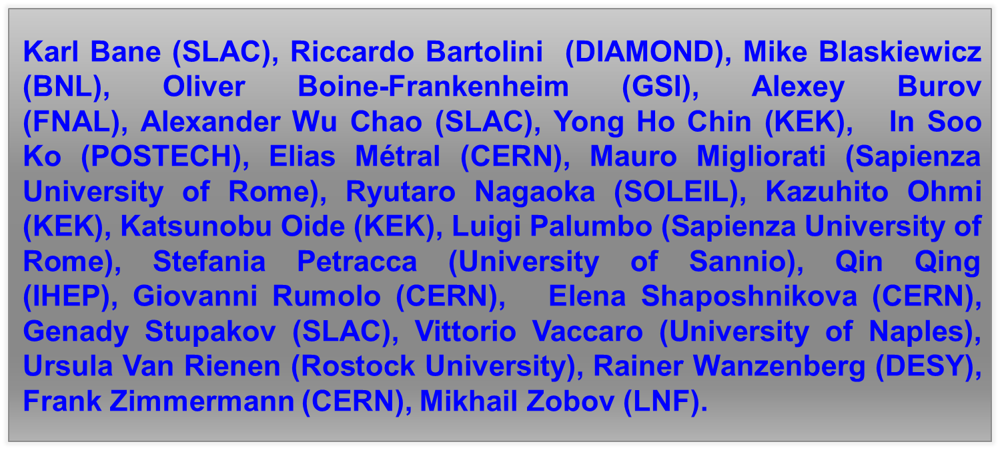 Karl Bane (SLAC), Riccardo Bartolini (DIAMOND), Mike Blaskiewicz
(BNL), Oliver Boine-Frankenheim (GSI), Alexey Burov
(FNAL), Alexander Wu Chao (SLAC), Yong Ho Chin (KEK), In Soo
Ko (POSTECH), Elias Métral (CERN), Mauro Migliorati (Sapienza
University of Rome), Ryutaro Nagaoka (SOLEIL), Kazuhito Ohmi
(KEK), Katsunobu Oide (KEK), Luigi Palumbo (Sapienza University of
Rome), Stefania Petracca (University of Sannio), Qin Qing
(IHEP), Giovanni Rumolo (CERN), Elena Shaposhnikova (CERN),
Genady Stupakov (SLAC), Vittorio Vaccaro (University of Naples),
Ursula Van Rienen (Rostock University), Rainer Wanzenberg (DESY),
Frank Zimmermann (CERN), Mikhail Zobov (LNF).